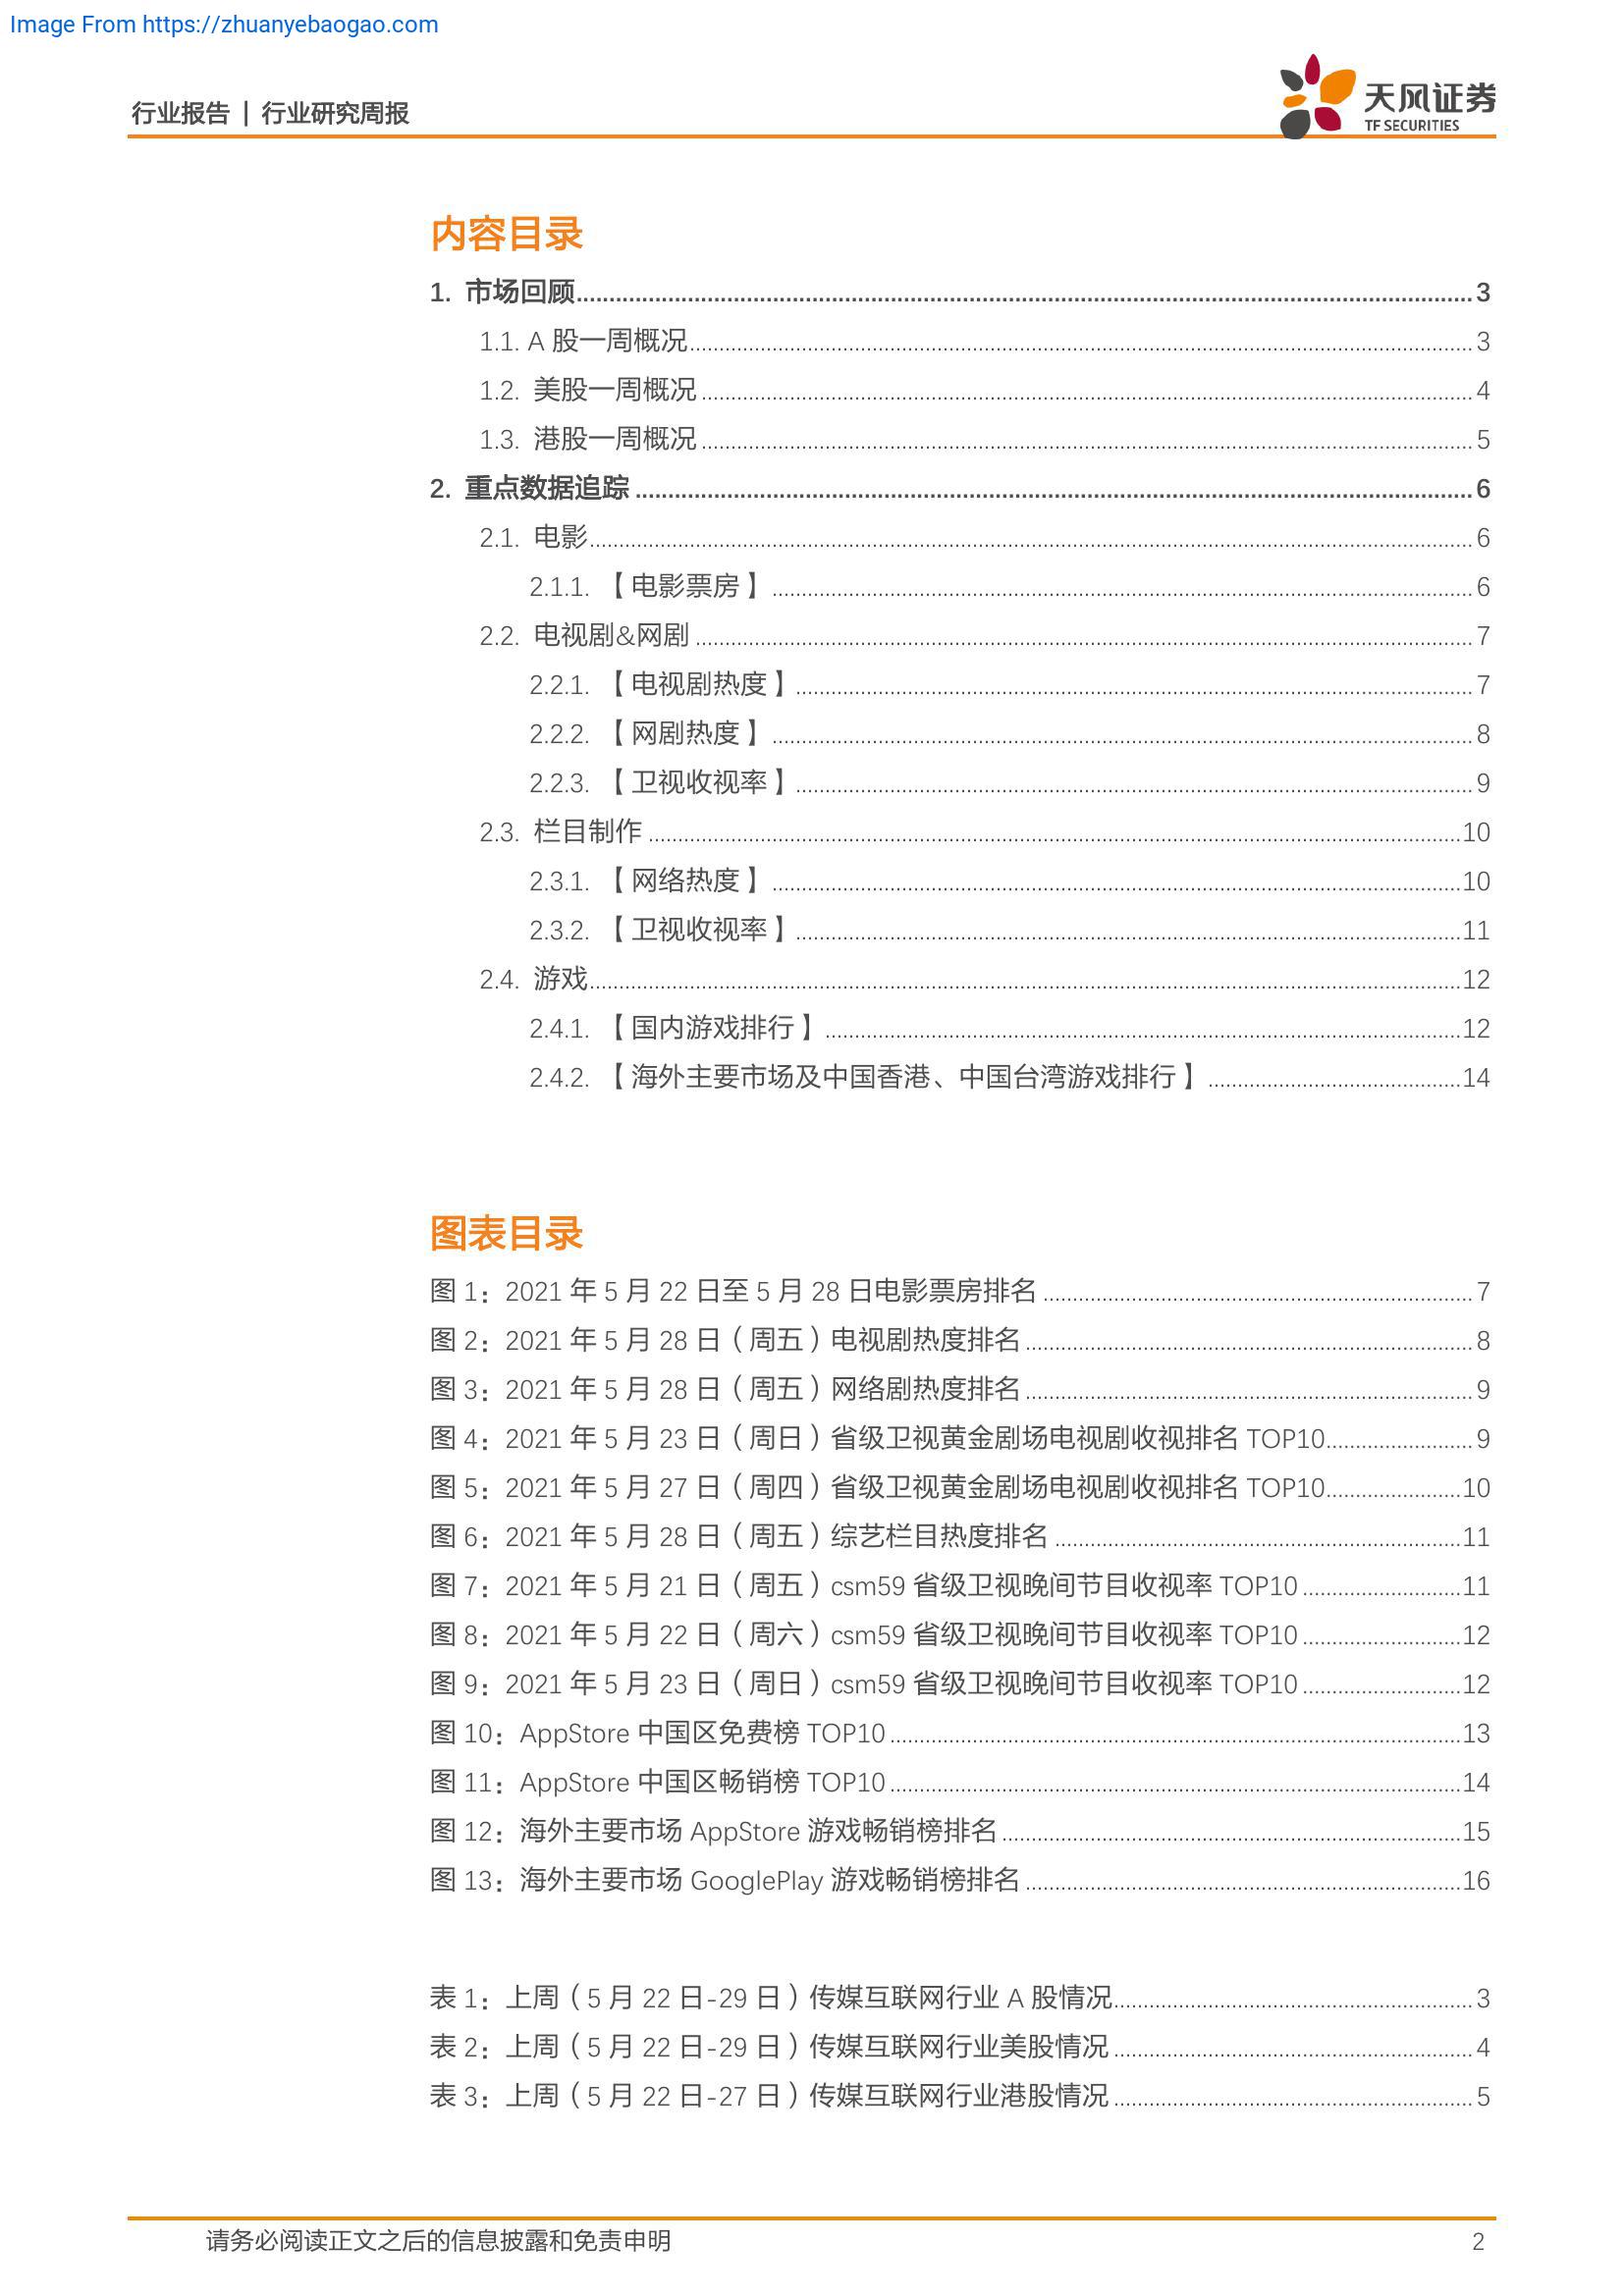 Image From https://zhuanyebaogao.com
行业报告 | 行业研究周报
天风证券
TF SECURITIES
内容目录
1. 市场回顾 3
1.1. A 股一周概况 3
1.2. 美股一周概况 4
1.3. 港股一周概况 5
2. 重点数据追踪 6
2.1. 电影 6
2.1.1. 【电影票房】 6
2.2. 电视剧&网剧 7
2.2.1. 【电视剧热度】 7
2.2.2. 【网剧热度】 8
2.2.3. 【卫视收视率】 9
2.3. 栏目制作 10
2.3.1. 【网络热度】 10
2.3.2. 【卫视收视率】 11
2.4. 游戏 12
2.4.1. 【国内游戏排行】 12
2.4.2. 【海外主要市场及中国香港、中国台湾游戏排行】 14
图表目录
图 1：2021 年 5 月 22 日至 5 月 28 日电影票房排名 7
图 2：2021 年 5 月 28 日（周五）电视剧热度排名 8
图 3：2021 年 5 月 28 日（周五）网络剧热度排名 9
图 4：2021 年 5 月 23 日（周日）省级卫视黄金剧场电视剧收视排名 TOP10 9
图 5：2021 年 5 月 27 日（周四）省级卫视黄金剧场电视剧收视排名 TOP10 10
图 6：2021 年 5 月 28 日（周五）综艺栏目热度排名 11
图 7：2021 年 5 月 21 日（周五）csm59 省级卫视晚间节目收视率 TOP10 11
图 8：2021 年 5 月 22 日（周六）csm59 省级卫视晚间节目收视率 TOP10 12
图 9：2021 年 5 月 23 日（周日）csm59 省级卫视晚间节目收视率 TOP10 12
图 10：AppStore 中国区免费榜 TOP10 13
图 11：AppStore 中国区畅销榜 TOP10 14
图 12：海外主要市场 AppStore 游戏畅销榜排名 15
图 13：海外主要市场 GooglePlay 游戏畅销榜排名 16
表 1：上周（5 月 22 日-29 日）传媒互联网行业 A 股情况 3
表 2：上周（5 月 22 日-29 日）传媒互联网行业美股情况 4
表 3：上周（5 月 22 日-27 日）传媒互联网行业港股情况 5
请务必阅读正文之后的信息披露和免责申明 2